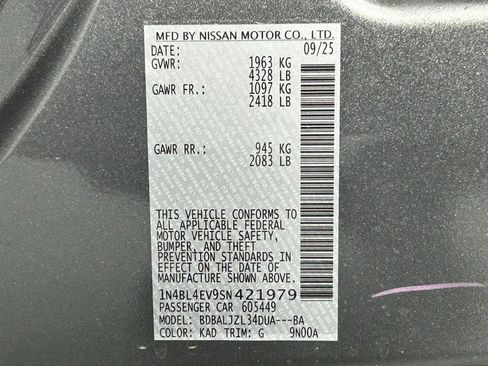 MFD BY NISSAN MOTOR CO., LTD.
DATE: 09/25
GVWR: 1963 KG
4328 LB
GAWR FR.: 1097 KG
2418 LB
GAWR RR.: 945 KG
2083 LB
THIS VEHICLE CONFORMS TO
ALL APPLICABLE FEDERAL
MOTOR VEHICLE SAFETY,
BUMPER, AND THEFT
PREVENTION STANDARDS IN
EFFECT ON THE DATE OF
MANUFACTURE SHOWN ABOVE.
1N4BL4EV9SN421979
PASSENGER CAR 605449
MODEL: BDBALJZL34DUA---BA
COLOR: KAD TRIM: G 9N00A